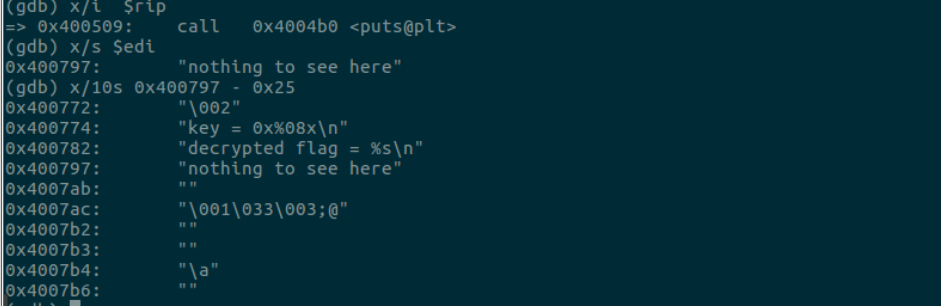 (gdb) x/i  $rip
=> 0x400509:    call   0x4004b0 <puts@plt>
(gdb) x/s $edi
0x400797:       "nothing to see here"
(gdb) x/10s 0x400797 - 0x25
0x400772:       "\002"
0x400774:       "key = 0x%08x\n"
0x400782:       "decrypted flag = %s\n"
0x400797:       "nothing to see here"
0x4007ab:       ""
0x4007ac:       "\001\033\003;@"
0x4007b2:       ""
0x4007b3:       ""
0x4007b4:       "\a"
0x4007b6:       ""